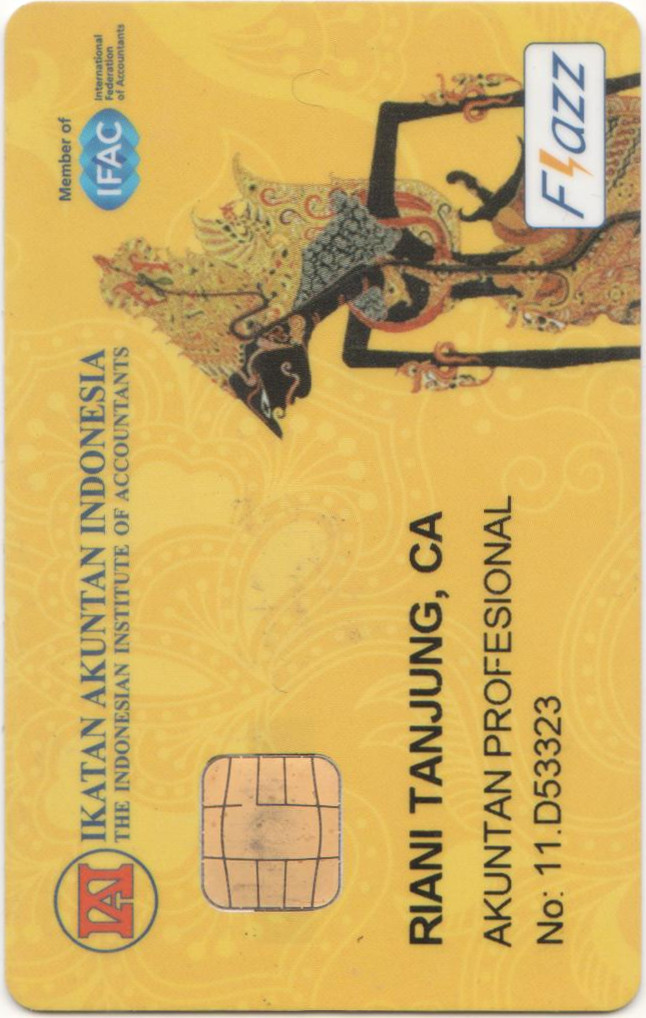 IAI
IKATAN AKUNTAN INDONESIA
THE INDONESIAN INSTITUTE OF ACCOUNTANTS
Member of
IFAC
International
Federation
of Accountants
RIANI TANJUNG, CA
AKUNTAN PROFESIONAL
No: 11.D53323
Flazz